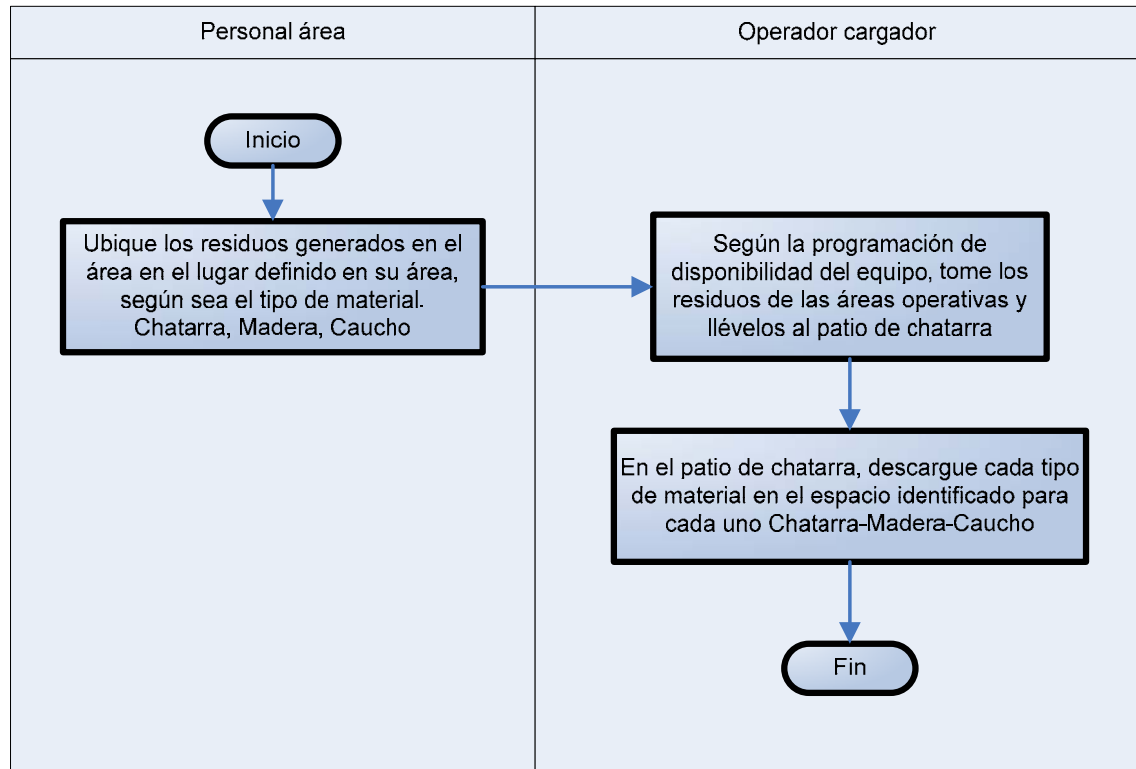 Personal área
Operador cargador
Inicio
Ubique los residuos generados en el
área en el lugar definido en su área,
según sea el tipo de material.
Chatarra, Madera, Caucho
Según la programación de
disponibilidad del equipo, tome los
residuos de las áreas operativas y
llévelos al patio de chatarra
En el patio de chatarra, descargue cada tipo
de material en el espacio identificado para
cada uno Chatarra-Madera-Caucho
Fin